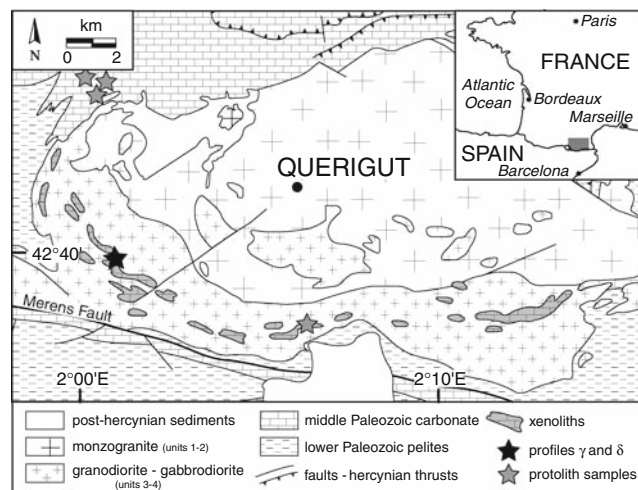 km
N
0 2
Paris
FRANCE
Atlantic
Ocean
Bordeaux
Marseille
SPAIN
Barcelona
QUERIGUT
42°40'
Merens Fault
2°00'
2°10'E
post-hercynian sediments
monzogranite (units 1-2)
granodiorite - gabbrodiorite
(units 3-4)
middle Paleozoic carbonate
lower Paleozoic pelites
faults - hercynian thrusts
xenoliths
profiles γ and δ
protolith samples